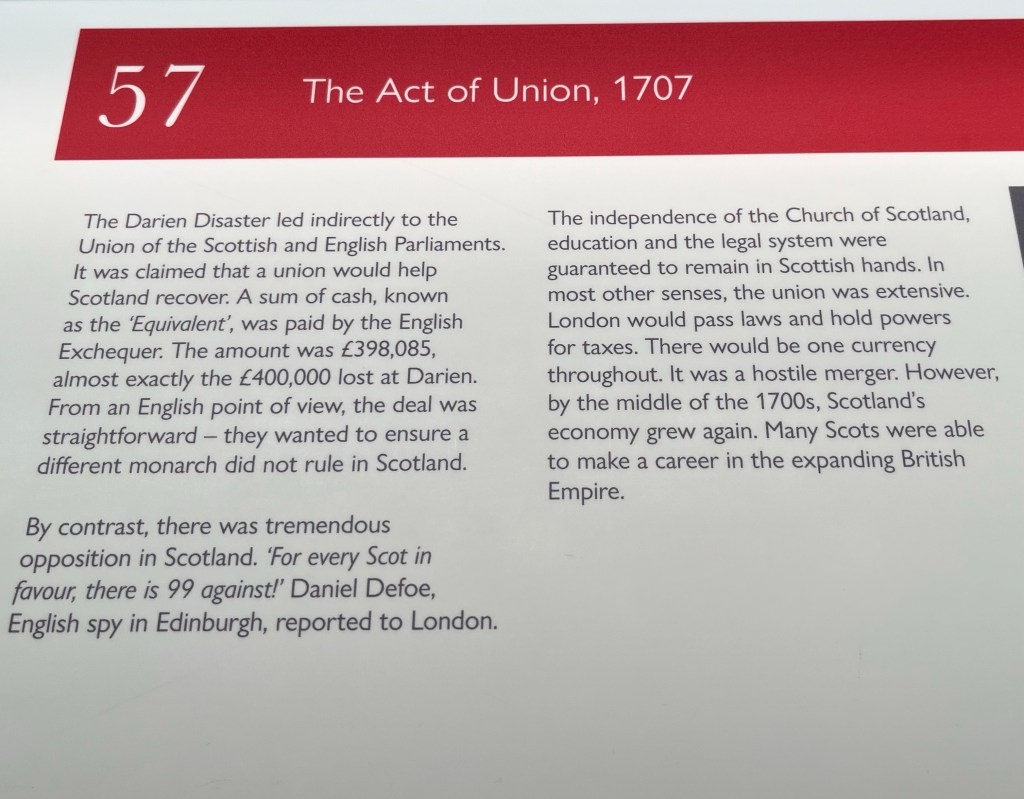 57
The Act of Union, 1707
The Darien Disaster led indirectly to the
Union of the Scottish and English Parliaments.
It was claimed that a union would help
Scotland recover. A sum of cash, known
as the ‘Equivalent’, was paid by the English
Exchequer. The amount was £398,085,
almost exactly the £400,000 lost at Darien.
From an English point of view, the deal was
straightforward – they wanted to ensure a
different monarch did not rule in Scotland.
By contrast, there was tremendous
opposition in Scotland. ‘For every Scot in
favour, there is 99 against!’ Daniel Defoe,
English spy in Edinburgh, reported to London.
The independence of the Church of Scotland,
education and the legal system were
guaranteed to remain in Scottish hands. In
most other senses, the union was extensive.
London would pass laws and hold powers
for taxes. There would be one currency
throughout. It was a hostile merger. However,
by the middle of the 1700s, Scotland’s
economy grew again. Many Scots were able
to make a career in the expanding British
Empire.